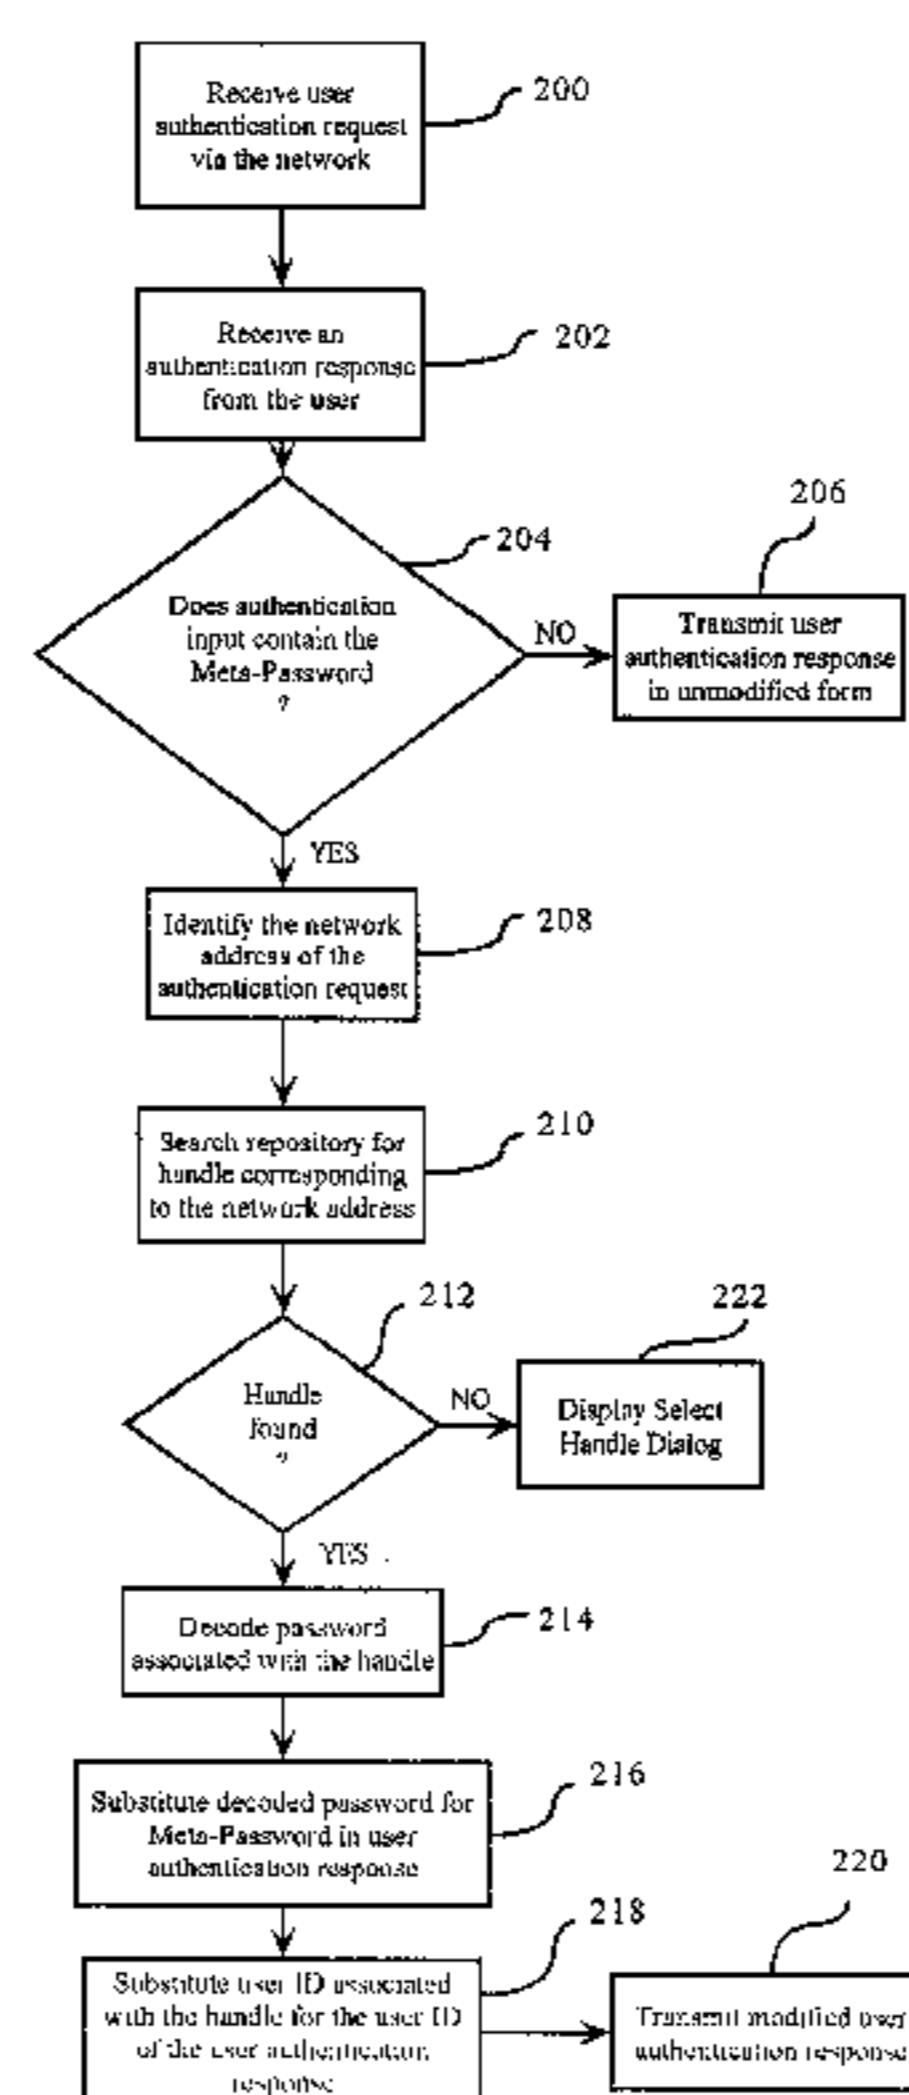 Receive user
authentication request
via the network
200
Receive an
authentication response
from the user
202
Does authentication
input contain the
Meta-Password
?
204
NO
206
Transmit user
authentication response
in unmodified form
YES
Identify the network
address of the
authentication request
208
Search repository for
handle corresponding
to the network address
210
Handle
found
?
212
NO
222
Display Select
Handle Dialog
YES
Decode password
associated with the handle
214
Substitute decoded password for
Meta-Password in user
authentication response
216
Substitute user ID associated
with the handle for the user ID
of the user authentication
response
218
220
Transmit modified user
authentication response